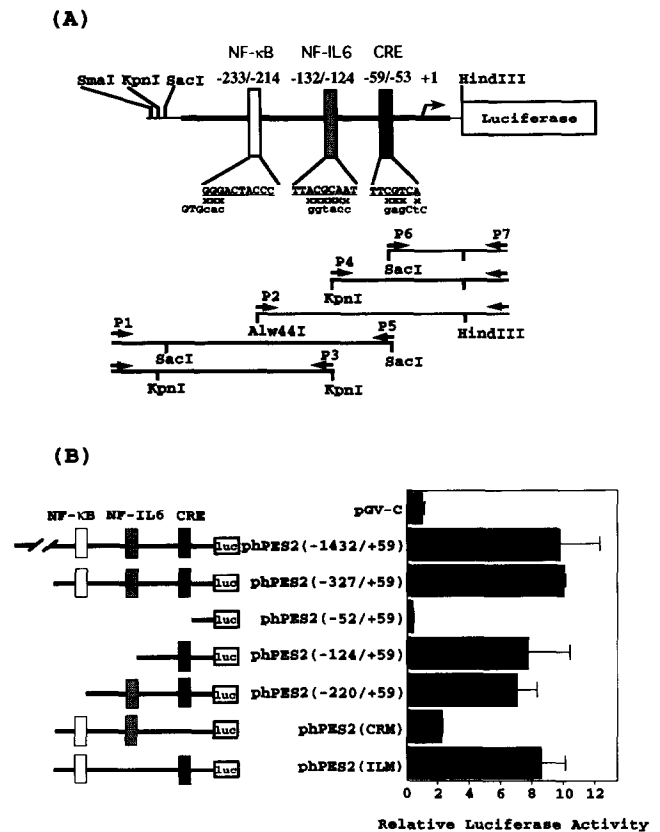 (A)
NF-κB NF-IL6 CRE
SmaI KpnI SacI -233/-214 -132/-124 -59/-53 +1 HindIII
Luciferase
GGGACTACCC TTACGCAAT TTCGTCA
xxx xxxxxx xxx x
GTGcac ggtacc gagCtC
P6 P7
P4 SacI
P2 KpnI
P1 Alw44I P5 HindIII
SacI P3 SacI
KpnI KpnI
(B)
NF-κB NF-IL6 CRE
pGV-C
luc phPES2(-1432/+59)
luc phPES2(-327/+59)
luc phPES2(-52/+59)
luc phPES2(-124/+59)
luc phPES2(-220/+59)
luc phPES2(CRM)
luc phPES2(ILM)
0 2 4 6 8 10 12
Relative Luciferase Activity